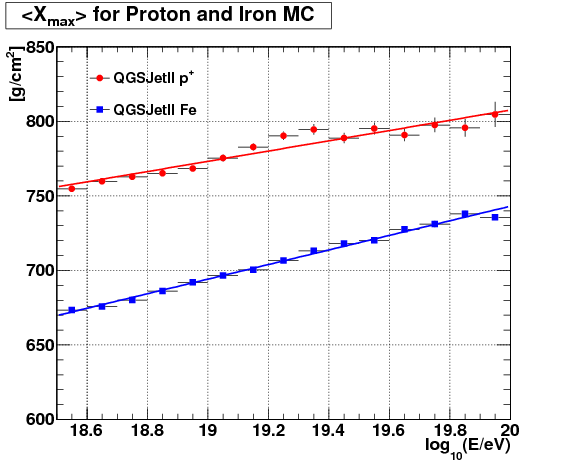 <Xmax> for Proton and Iron MC
[g/cm²]
850
800
750
700
650
600
QGSJetII p⁺
QGSJetII Fe
18.6 18.8 19 19.2 19.4 19.6 19.8 20
log₁₀(E/eV)